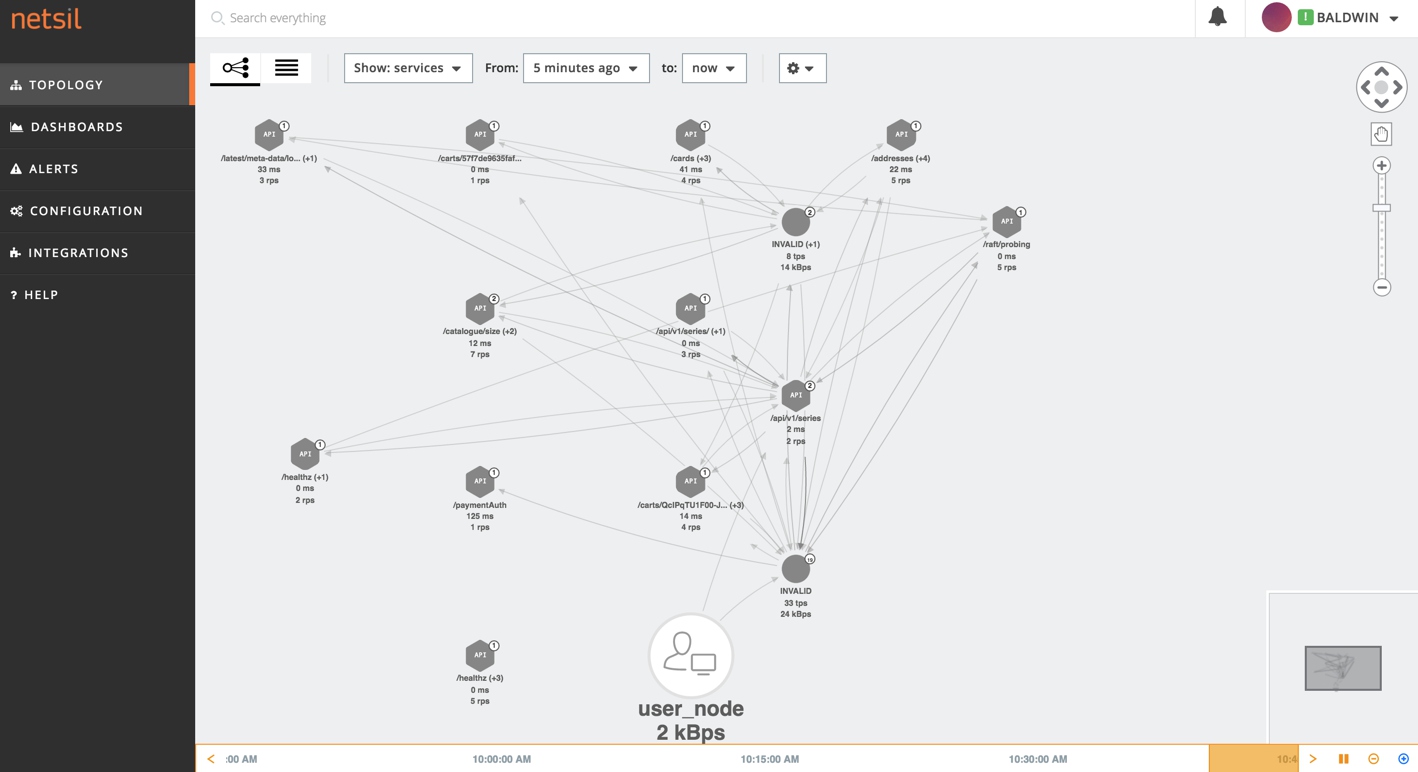 netsil
Search everything
! BALDWIN
TOPOLOGY
DASHBOARDS
ALERTS
CONFIGURATION
INTEGRATIONS
? HELP
Show: services
From:
5 minutes ago
to:
now
API
1
/latest/meta-data/lo... (+1)
33 ms
3 rps
API
1
/carts/57f7de9635faf...
0 ms
1 rps
API
1
/cards (+3)
41 ms
4 rps
API
1
/addresses (+4)
22 ms
5 rps
2
INVALID (+1)
8 tps
14 kBps
API
1
/raft/probing
0 ms
5 rps
API
2
/catalogue/size (+2)
12 ms
7 rps
API
1
/api/v1/series/ (+1)
0 ms
3 rps
API
2
/api/v1/series
2 ms
2 rps
API
1
/healthz (+1)
0 ms
2 rps
API
1
/paymentAuth
125 ms
1 rps
API
1
14 ms
4 rps
INVALID
33 tps
24 kBps
API
1
/healthz (+3)
0 ms
5 rps
user_node
2 kBps
:00 AM
10:00:00 AM
10:15:00 AM
10:30:00 AM
10:4